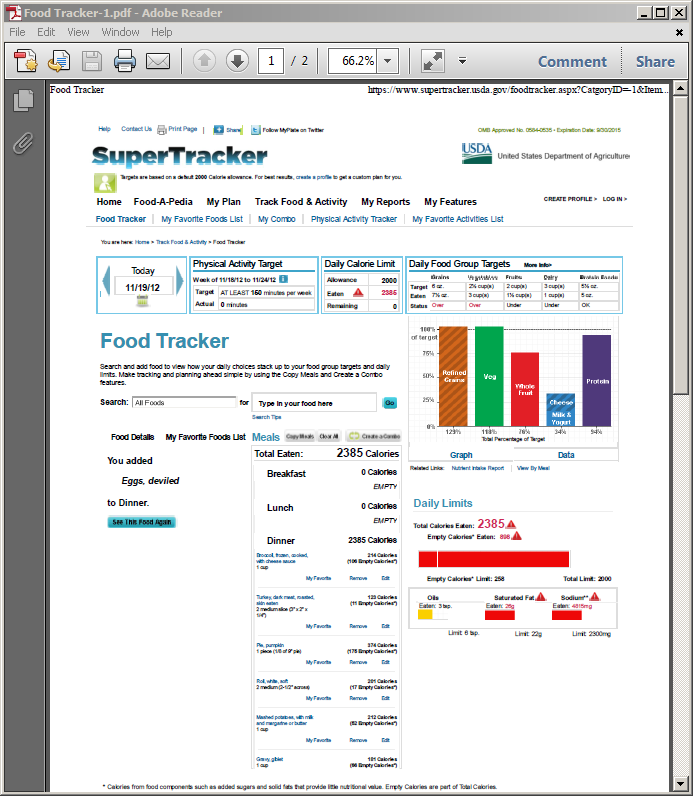 Food Tracker-1.pdf - Adobe Reader
File Edit View Window Help
1 / 2 66.2% Comment Share
Food Tracker https://www.supertracker.usda.gov/foodtracker.aspx?CatgoryID=-1&Item...
Help Contact Us Print Page Share Follow MyPlate on Twitter OMB Approved No. 0584-0535 • Expiration Date: 9/30/2015
SuperTracker USDA United States Department of Agriculture
Targets are based on a default 2000 Calorie allowance. For best results, create a profile to get a custom plan for you.
Home Food-A-Pedia My Plan Track Food & Activity My Reports My Features CREATE PROFILE > LOG IN >
Food Tracker | My Favorite Foods List | My Combo | Physical Activity Tracker | My Favorite Activities List
You are here: Home > Track Food & Activity > Food Tracker
Today
11/19/12
Physical Activity Target
Week of 11/18/12 to 11/24/12
Target AT LEAST 150 minutes per week
Actual 0 minutes
Daily Calorie Limit
Allowance 2000
Eaten 2385
Remaining 0
Daily Food Group Targets More Info>
Grains Vegetables Fruits Dairy Protein Foods
Target 6 oz. 2½ cup(s) 2 cup(s) 3 cup(s) 5½ oz.
Eaten 7½ oz. 3 cup(s) 1½ cup(s) 1 cup(s) 5 oz.
Status Over Over Under Under OK
Food Tracker
Search and add food to view how your daily choices stack up to your food group targets and daily
limits. Make tracking and planning ahead simple by using the Copy Meals and Create a Combo
features.
Search: All Foods for Type in your food here Go
Search Tips
Food Details My Favorite Foods List
You added
Eggs, deviled
to Dinner.
See This Food Again
Meals Copy Meals Clear All Create a Combo
Total Eaten: 2385 Calories
Breakfast 0 Calories
EMPTY
Lunch 0 Calories
EMPTY
Dinner 2385 Calories
Broccoli, frozen, cooked, 214 Calories
with cheese sauce (106 Empty Calories*)
1 cup
My Favorite Remove Edit
Turkey, dark meat, roasted, 123 Calories
skin eaten (11 Empty Calories*)
2 medium slice (3" x 2" x
1/4")
My Favorite Remove Edit
Pie, pumpkin 374 Calories
1 piece (1/8 of 9" pie) (175 Empty Calories*)
My Favorite Remove Edit
Roll, white, soft 201 Calories
2 medium (2-1/2" across) (17 Empty Calories*)
My Favorite Remove Edit
Mashed potatoes, with milk 212 Calories
and margarine or butter (52 Empty Calories*)
1 cup
My Favorite Remove Edit
Gravy, giblet 181 Calories
1 cup (66 Empty Calories*)
100%
of target
75%
50%
25%
0%
Refined
Grains
Veg
Whole
Fruit
Cheese
Milk &
Yogurt
Protein
129% 118% 76% 34% 94%
Total Percentage of Target
Graph Data
Related Links: Nutrient Intake Report | View By Meal
Daily Limits
Total Calories Eaten: 2385
Empty Calories* Eaten: 898
Empty Calories* Limit: 258 Total Limit: 2000
Oils Saturated Fat Sodium**
Eaten: 3 tsp. Eaten: 26g Eaten: 4815mg
Limit: 6 tsp. Limit: 22g Limit: 2300mg
* Calories from food components such as added sugars and solid fats that provide little nutritional value. Empty Calories are part of Total Calories.